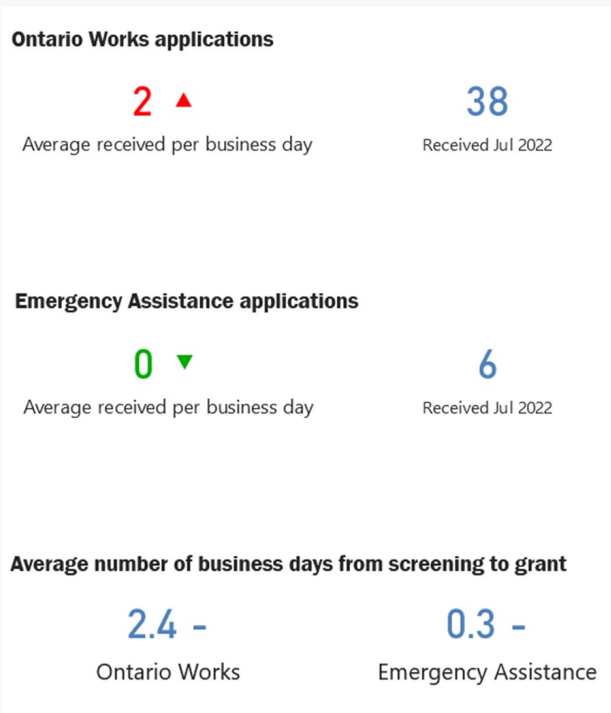 Ontario Works applications
2 ▲ 38
Average received per business day Received Jul 2022
Emergency Assistance applications
0 ▼ 6
Average received per business day Received Jul 2022
Average number of business days from screening to grant
2.4 - 0.3 -
Ontario Works Emergency Assistance